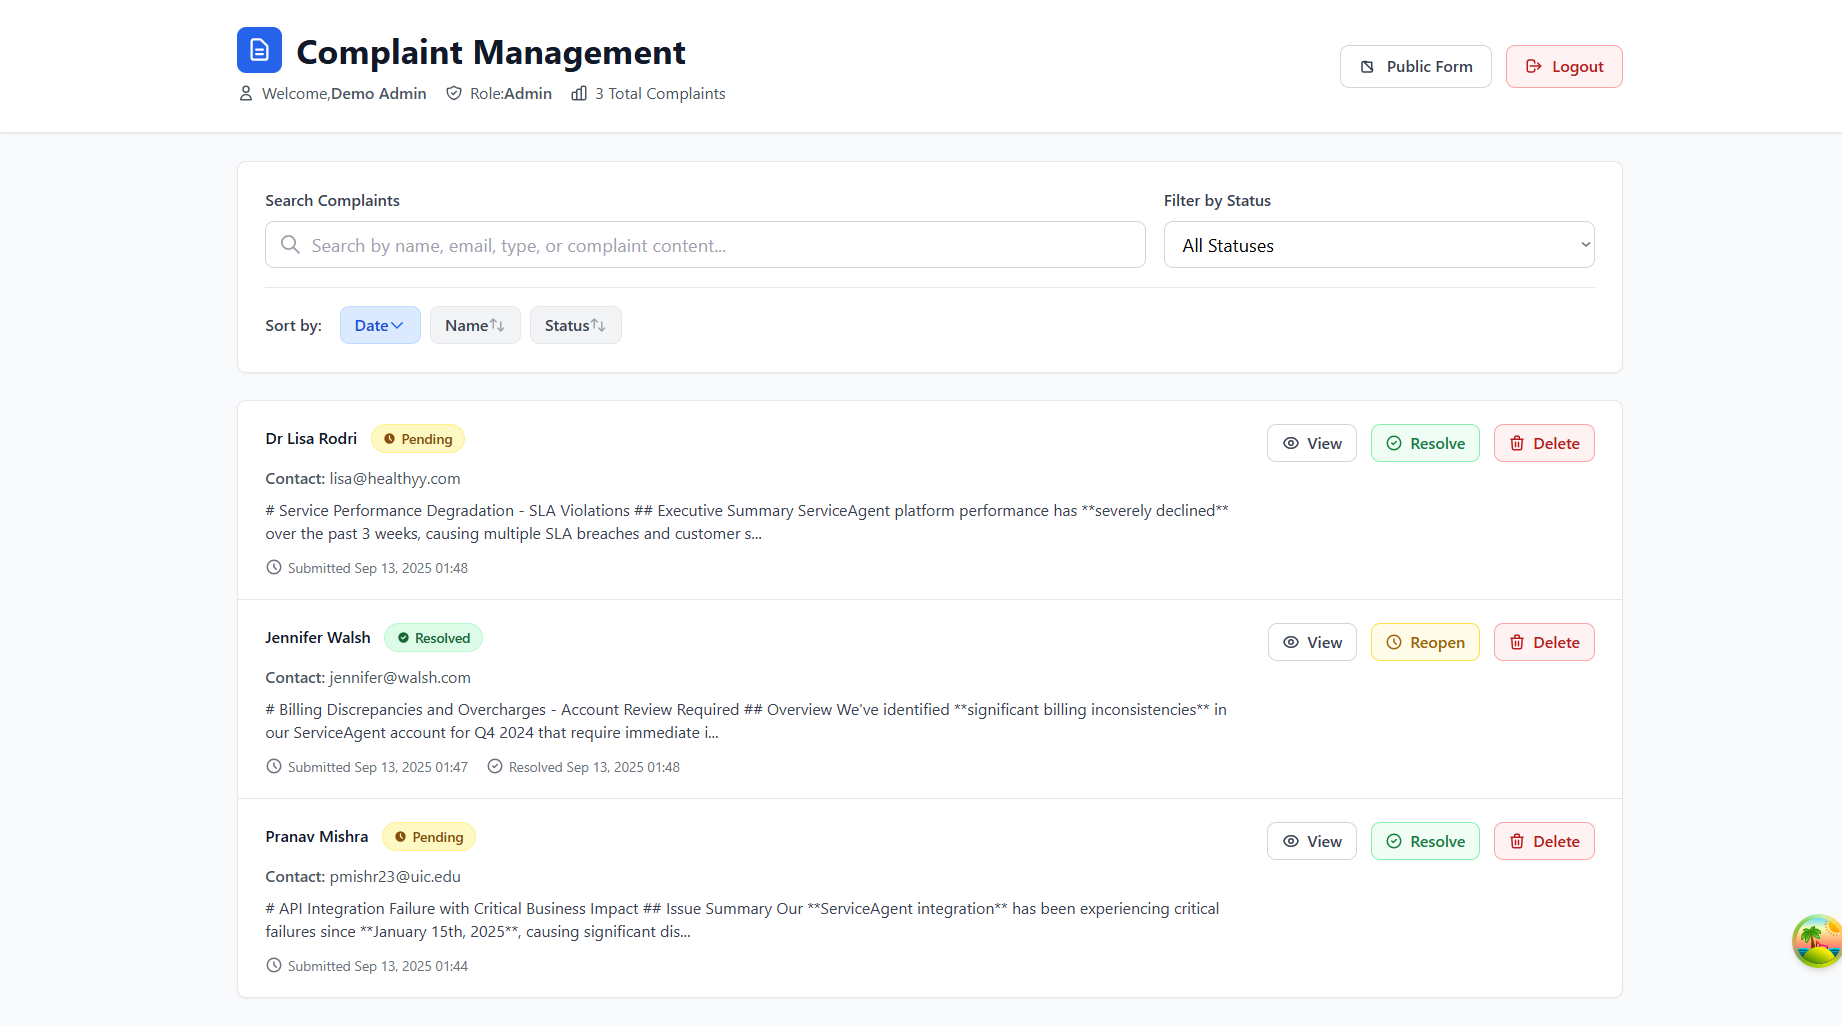 Complaint Management
Welcome,Demo Admin Role:Admin 3 Total Complaints
Public Form
Logout
Search Complaints
Search by name, email, type, or complaint content...
Filter by Status
All Statuses
Sort by: Date Name Status
Dr Lisa Rodri Pending
View Resolve Delete
Contact: lisa@healthyy.com
# Service Performance Degradation - SLA Violations ## Executive Summary ServiceAgent platform performance has **severely declined**
over the past 3 weeks, causing multiple SLA breaches and customer s...
Submitted Sep 13, 2025 01:48
Jennifer Walsh Resolved
View Reopen Delete
Contact: jennifer@walsh.com
# Billing Discrepancies and Overcharges - Account Review Required ## Overview We've identified **significant billing inconsistencies** in
our ServiceAgent account for Q4 2024 that require immediate i...
Submitted Sep 13, 2025 01:47 Resolved Sep 13, 2025 01:48
Pranav Mishra Pending
View Resolve Delete
Contact: pmishr23@uic.edu
# API Integration Failure with Critical Business Impact ## Issue Summary Our **ServiceAgent integration** has been experiencing critical
failures since **January 15th, 2025**, causing significant dis...
Submitted Sep 13, 2025 01:44